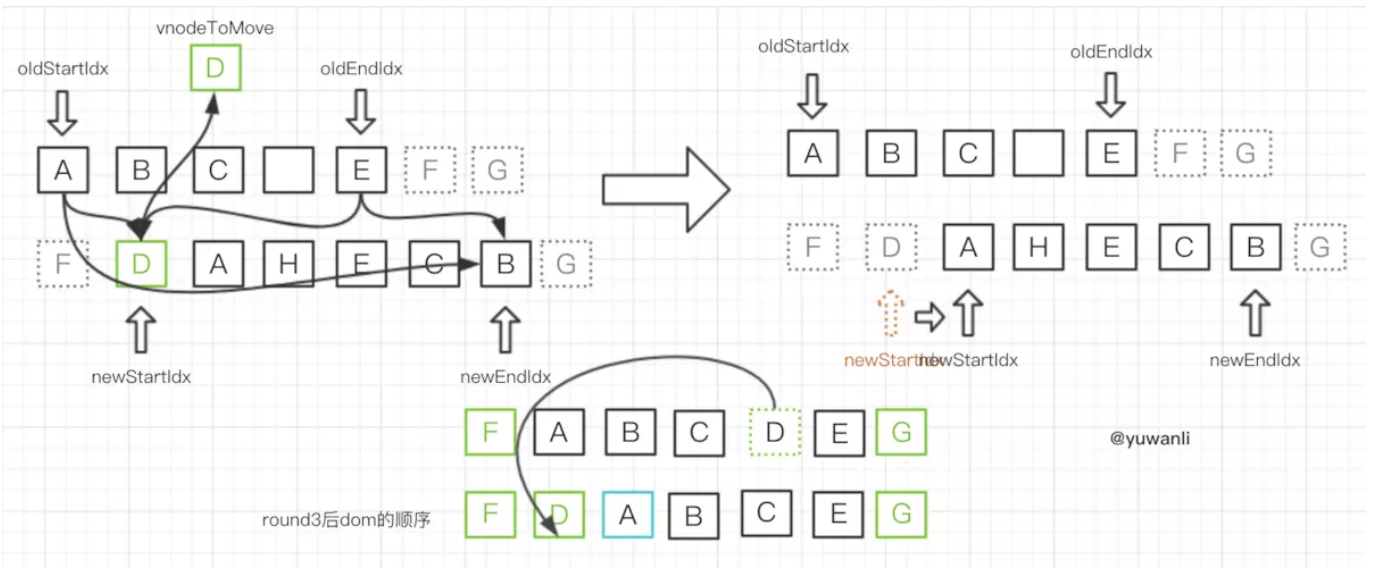 vnodeToMove
D
oldStartIdx
oldEndIdx
A B C E F G
F D A H E C B G
newStartIdx
newEndIdx
oldStartIdx
oldEndIdx
A B C E F G
F D A H E C B G
newStartIdx
newStartIdx
newEndIdx
F A B C D E G
@yuwanli
round3后dom的顺序
F D A B C E G